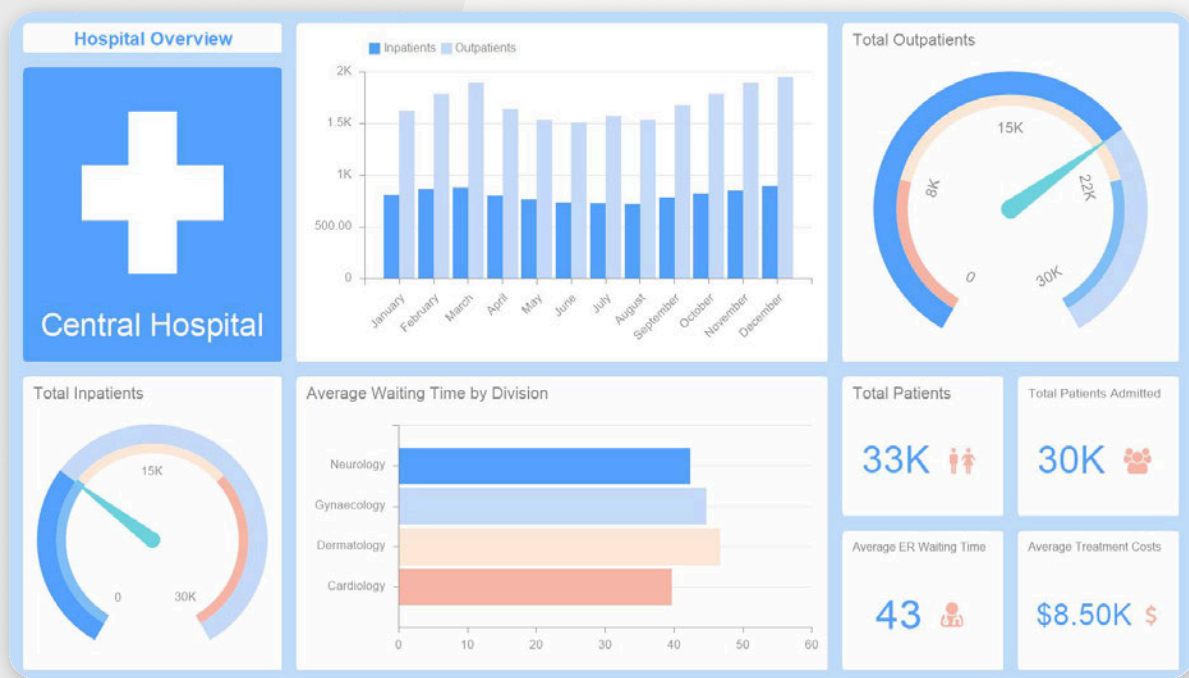 Hospital Overview
Central Hospital
Inpatients Outpatients
2K
1.5K
1K
500.00
0
January
February
March
April
May
June
July
August
September
October
November
December
Total Outpatients
0
8K
15K
22K
30K
Total Inpatients
15K
0
30K
Average Waiting Time by Division
Neurology
Gynaecology
Dermatology
Cardiology
0 10 20 30 40 50 60
Total Patients
33K
Total Patients Admitted
30K
Average ER Waiting Time
43
Average Treatment Costs
$8.50K $